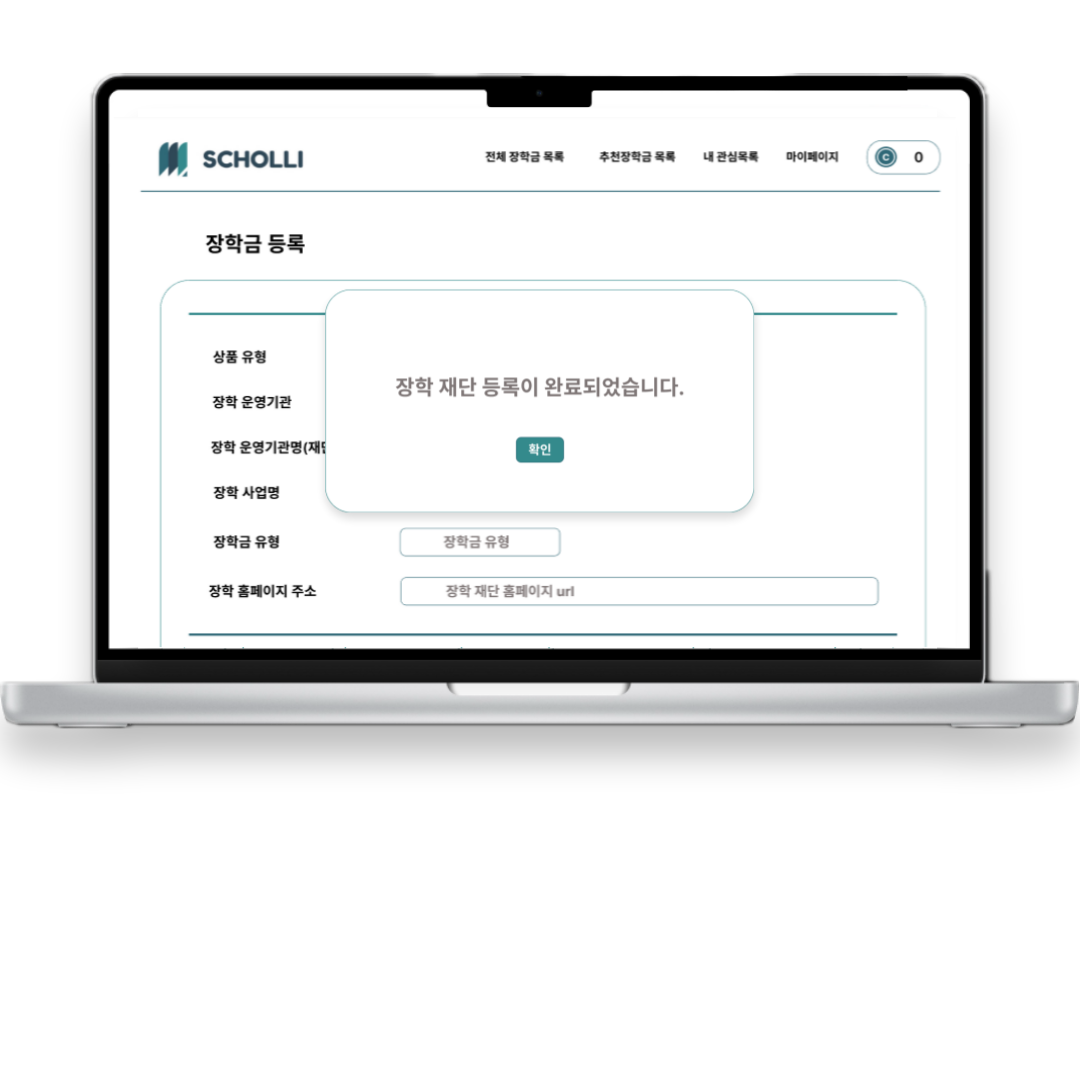 SCHOLLI
전체 장학금 목록
추천장학금 목록
내 관심목록
마이페이지
C 0
장학금 등록
상품 유형
장학 운영기관
장학 운영기관명(재
장학 사업명
장학 재단 등록이 완료되었습니다.
확인
장학금 유형
장학금 유형
장학 홈페이지 주소
장학 재단 홈페이지 url